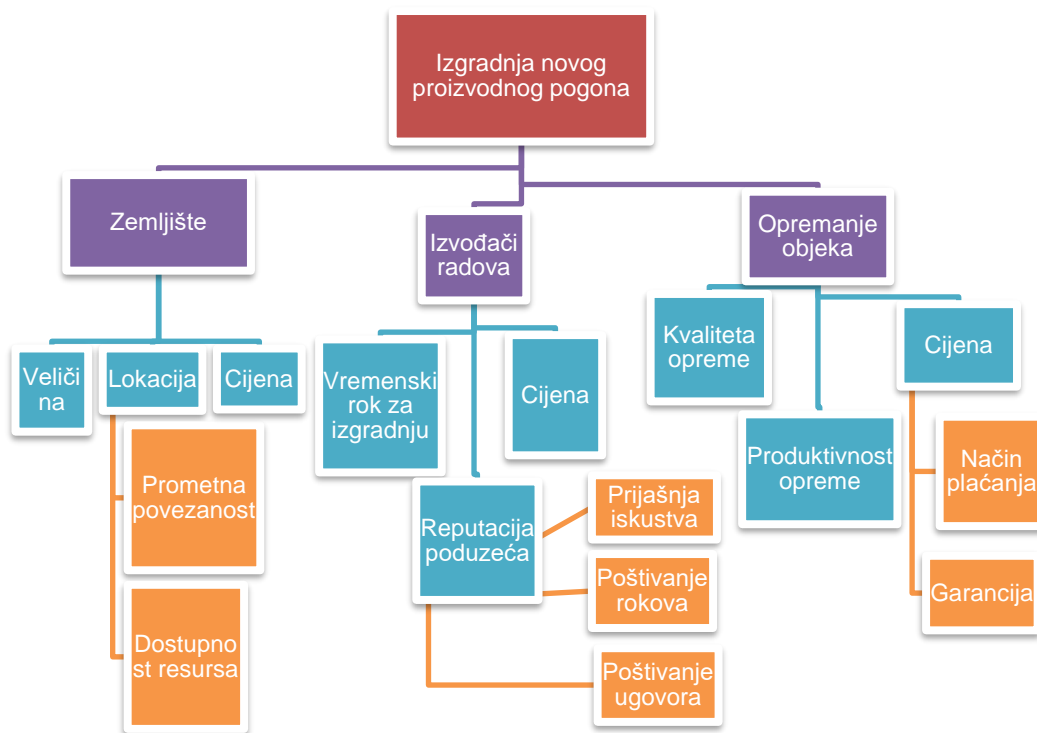 Izgradnja novog
proizvodnog pogona
Zemljište
Izvođači
radova
Opremanje
objeka
Veliči
na
Lokacija
Cijena
Vremenski
rok za
izgradnju
Cijena
Kvaliteta
opreme
Cijena
Prometna
povezanost
Reputacija
poduzeća
Prijašnja
iskustva
Produktivnost
opreme
Način
plaćanja
Poštivanje
rokova
Garancija
Dostupno
st resursa
Poštivanje
ugovora